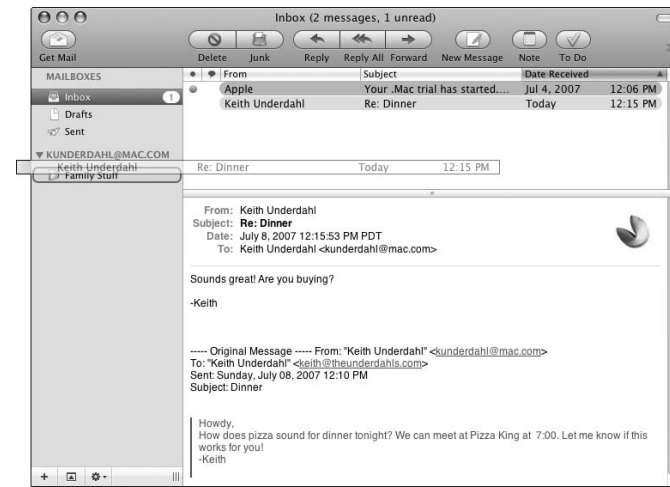 Inbox (2 messages, 1 unread)
Get Mail Delete Junk Reply Reply All Forward New Message Note To Do
MAILBOXES
Inbox 1
Drafts
Sent
KUNDERDAHL@MAC.COM
Family Stuff
From Subject Date Received
Apple Your .Mac trial has started.... Jul 4, 2007 12:06 PM
Keith Underdahl Re: Dinner Today 12:15 PM
Keith Underdahl Re: Dinner Today 12:15 PM
From: Keith Underdahl
Subject: Re: Dinner
Date: July 8, 2007 12:15:53 PM PDT
To: Keith Underdahl <kunderdahl@mac.com>
Sounds great! Are you buying?
-Keith
----- Original Message ----- From: "Keith Underdahl" <kunderdahl@mac.com>
To: "Keith Underdahl" <keith@theunderdahls.com>
Sent: Sunday, July 08, 2007 12:10 PM
Subject: Dinner
Howdy,
How does pizza sound for dinner tonight? We can meet at Pizza King at 7:00. Let me know if this
works for you!
-Keith